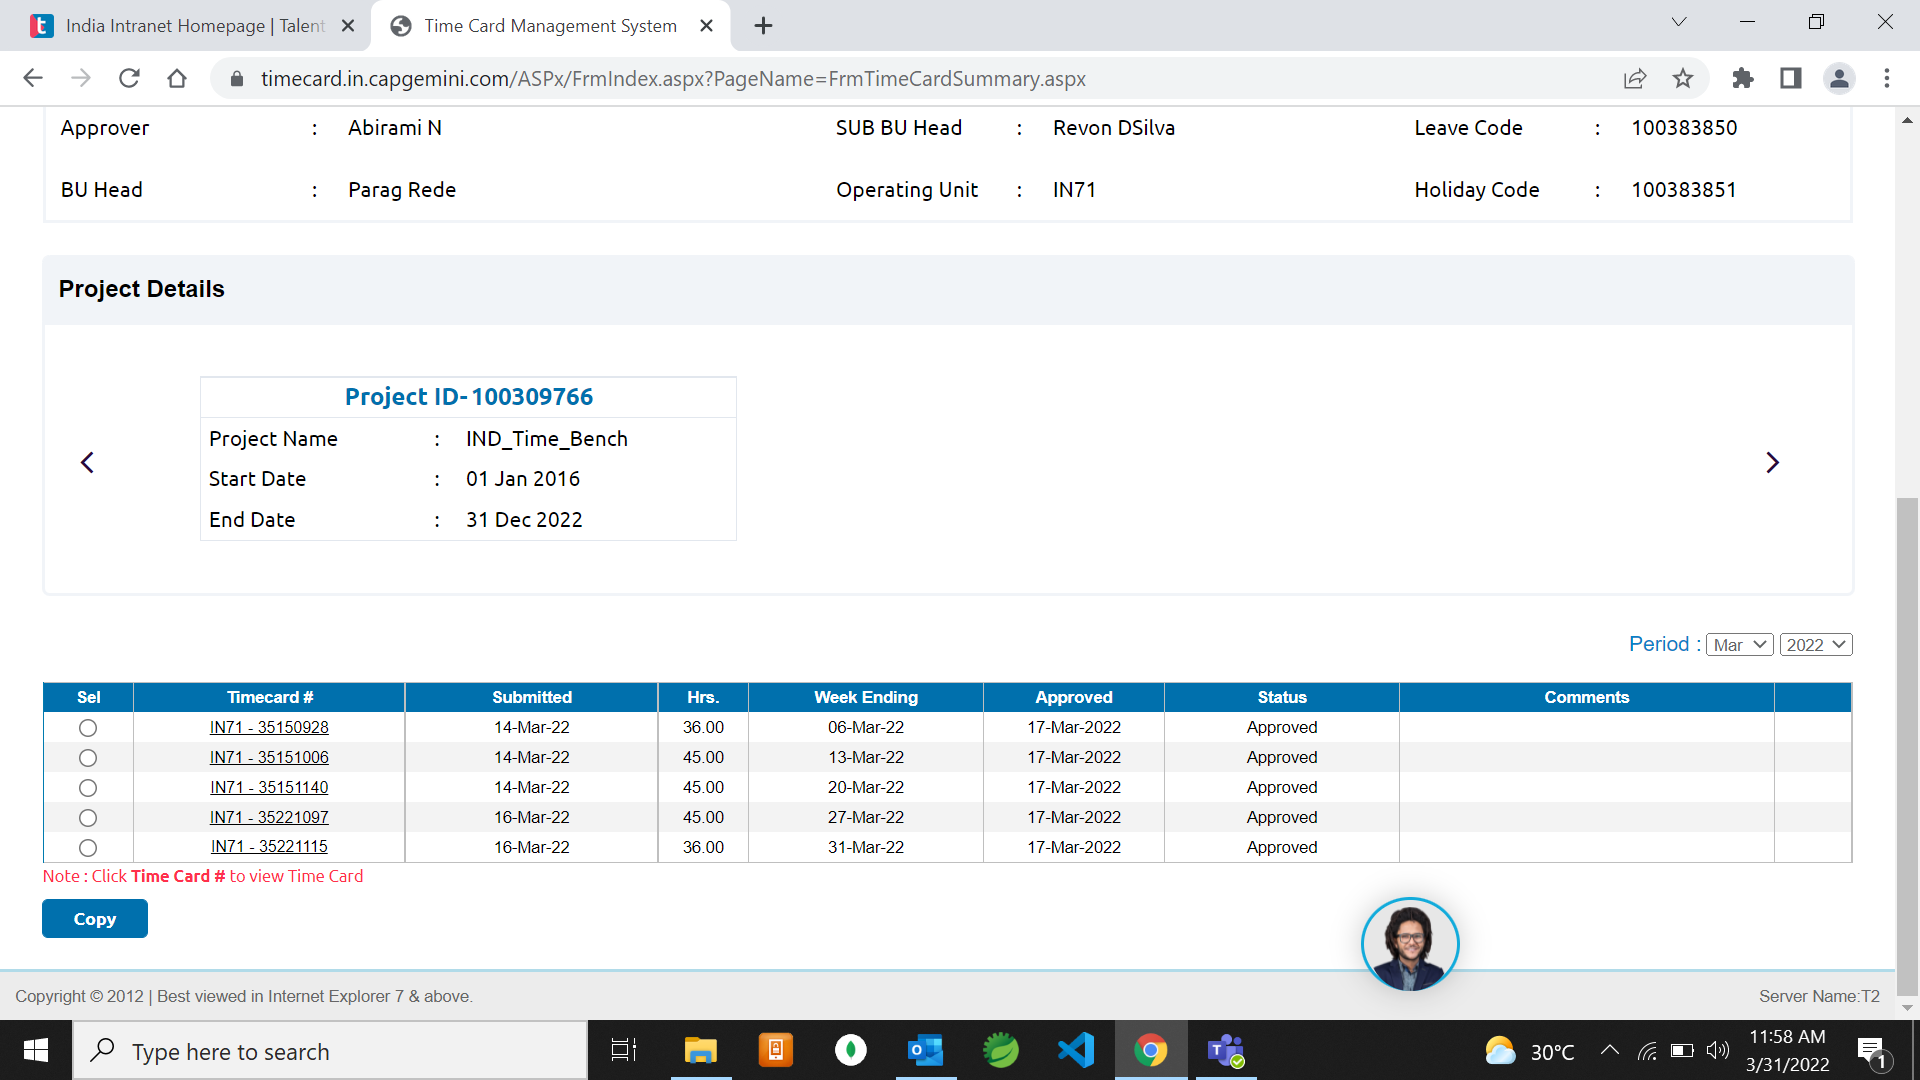 India Intranet Homepage | Talent
Time Card Management System
timecard.in.capgemini.com/ASPx/FrmIndex.aspx?PageName=FrmTimeCardSummary.aspx
Approver : Abirami N SUB BU Head : Revon DSilva Leave Code : 100383850
BU Head : Parag Rede Operating Unit : IN71 Holiday Code : 100383851
Project Details
Project ID-100309766
Project Name : IND_Time_Bench
Start Date : 01 Jan 2016
End Date : 31 Dec 2022
Period : Mar 2022
Sel Timecard # Submitted Hrs. Week Ending Approved Status Comments
IN71 - 35150928 14-Mar-22 36.00 06-Mar-22 17-Mar-2022 Approved
IN71 - 35151006 14-Mar-22 45.00 13-Mar-22 17-Mar-2022 Approved
IN71 - 35151140 14-Mar-22 45.00 20-Mar-22 17-Mar-2022 Approved
IN71 - 35221097 16-Mar-22 45.00 27-Mar-22 17-Mar-2022 Approved
IN71 - 35221115 16-Mar-22 36.00 31-Mar-22 17-Mar-2022 Approved
Note : Click Time Card # to view Time Card
Copy
Copyright © 2012 | Best viewed in Internet Explorer 7 & above. Server Name:T2
Type here to search
30°C
11:58 AM
3/31/2022
1